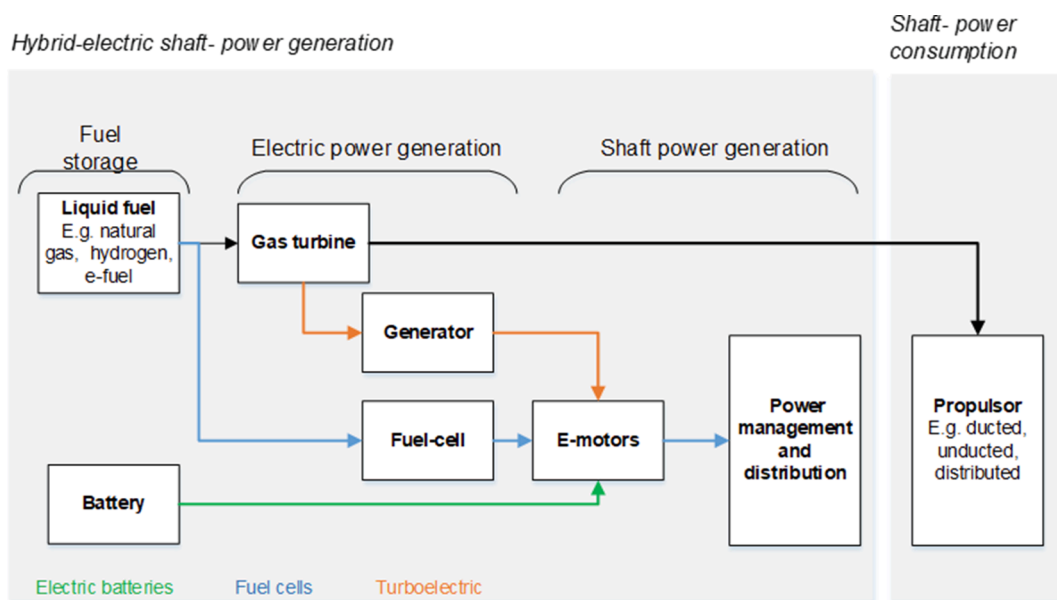 Hybrid-electric shaft- power generation
Shaft- power
consumption
Fuel
storage
Electric power generation
Shaft power generation
Liquid fuel
E.g. natural
gas, hydrogen,
e-fuel
Gas turbine
Generator
Fuel-cell
E-motors
Power
management
and
distribution
Propulsor
E.g. ducted,
unducted,
distributed
Battery
Electric batteries
Fuel cells
Turboelectric